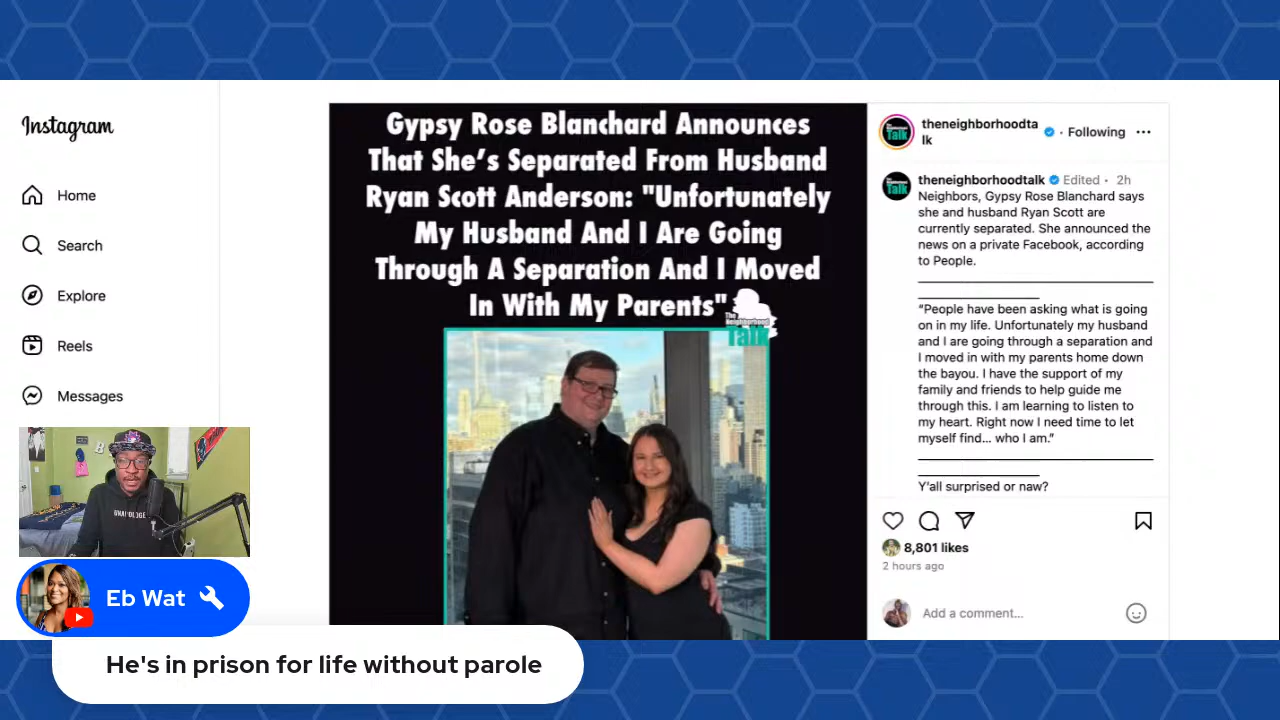 Instagram
Home
Search
Explore
Reels
Messages
Gypsy Rose Blanchard Announces
That She's Separated From Husband
Ryan Scott Anderson: "Unfortunately
My Husband And I Are Going
Through A Separation And I Moved
In With My Parents"
The
Neighborhood
Talk
theneighborhoodta
lk
• Following
theneighborhoodtalk Edited • 2h
Neighbors, Gypsy Rose Blanchard says
she and husband Ryan Scott are
currently separated. She announced the
news on a private Facebook, according
to People.
“People have been asking what is going
on in my life. Unfortunately my husband
and I are going through a separation and
I moved in with my parents home down
the bayou. I have the support of my
family and friends to help guide me
through this. I am learning to listen to
my heart. Right now I need time to let
myself find... who I am.”
Y'all surprised or naw?
8,801 likes
2 hours ago
Add a comment...
Eb Wat
He's in prison for life without parole